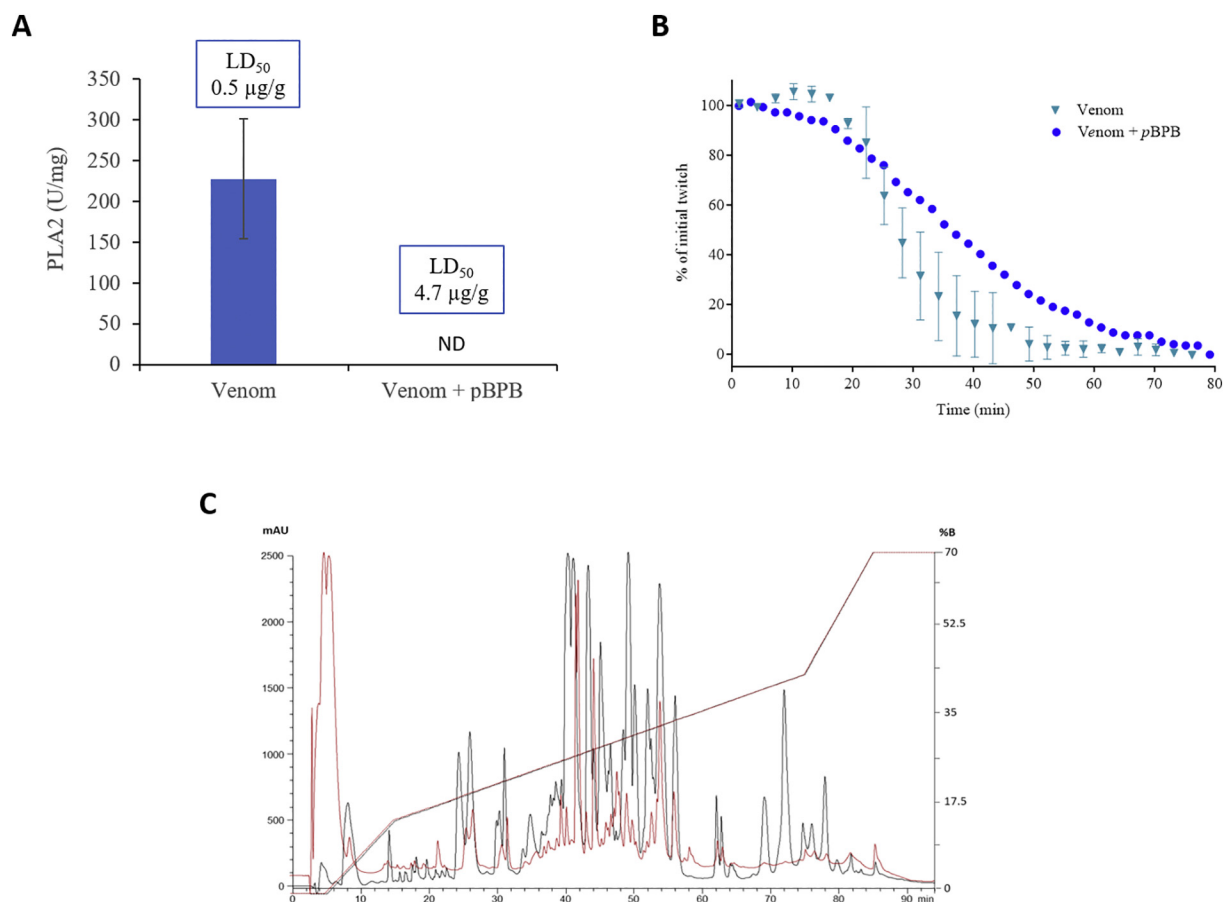 A
LD50
0.5 µg/g
350
300
250
200
150
100
50
0
PLA2 (U/mg)
LD50
4.7 µg/g
ND
Venom
Venom + pBPB
B
Venom
Venom + pBPB
100
80
60
40
20
0
% of initial twitch
0 10 20 30 40 50 60 70 80
Time (min)
C
mAU
%B
2500
2000
1500
1000
500
0
70
52.5
35
17.5
0
0 10 20 30 40 50 60 70 80 90 min